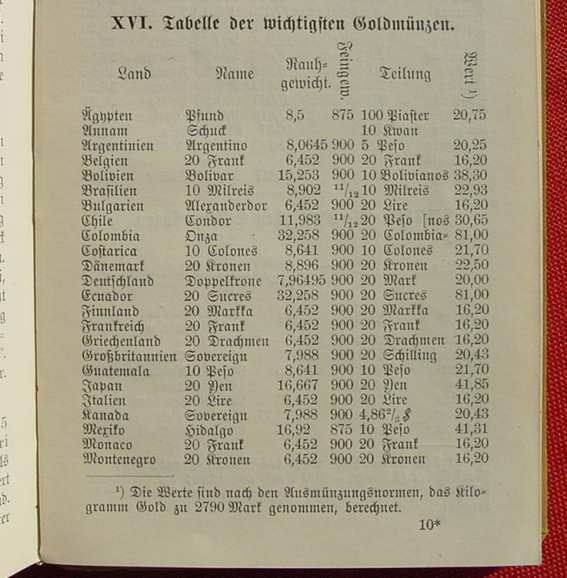 XVI. Tabelle der wichtigsten Goldmünzen.
Land Name Rauh- gewicht. Feingew. Teilung Wert ¹)
Ägypten Pfund 8,5 875 100 Piaster 20,75
Annam Schuck 10 Kwan
Argentinien Argentino 8,0645 900 5 Peso 20,25
Belgien 20 Frank 6,452 900 20 Frank 16,20
Bolivien Bolivar 15,253 900 10 Bolivianos 38,30
Brasilien 10 Milreis 8,902 11/12 10 Milreis 22,93
Bulgarien Alexanderdor 6,452 900 20 Lire 16,20
Chile Condor 11,983 11/12 20 Peso [nos 30,65
Colombia Onza 32,258 900 20 Colombia- 81,00
Costarica 10 Colones 8,641 900 10 Colones 21,70
Dänemark 20 Kronen 8,896 900 20 Kronen 22,50
Deutschland Doppelkrone 7,96495 900 20 Mark 20,00
Ecuador 20 Sucres 32,258 900 20 Sucres 81,00
Finnland 20 Markka 6,452 900 20 Markka 16,20
Frankreich 20 Frank 6,452 900 20 Frank 16,20
Griechenland 20 Drachmen 6,452 900 20 Drachmen 16,20
Großbritannien Sovereign 7,988 900 20 Schilling 20,43
Guatemala 10 Peso 8,641 900 10 Peso 21,70
Japan 20 Yen 16,667 900 20 Yen 41,85
Italien 20 Lire 6,452 900 20 Lire 16,20
Kanada Sovereign 7,988 900 4,86²/₃ $ 20,43
Mexiko Hidalgo 16,92 875 10 Peso 41,31
Monaco 20 Frank 6,452 900 20 Frank 16,20
Montenegro 20 Kronen 6,452 900 20 Kronen 16,20
¹) Die Werte sind nach den Ausmünzungsnormen, das Kilo-
gramm Gold zu 2790 Mark genommen, berechnet.
10*